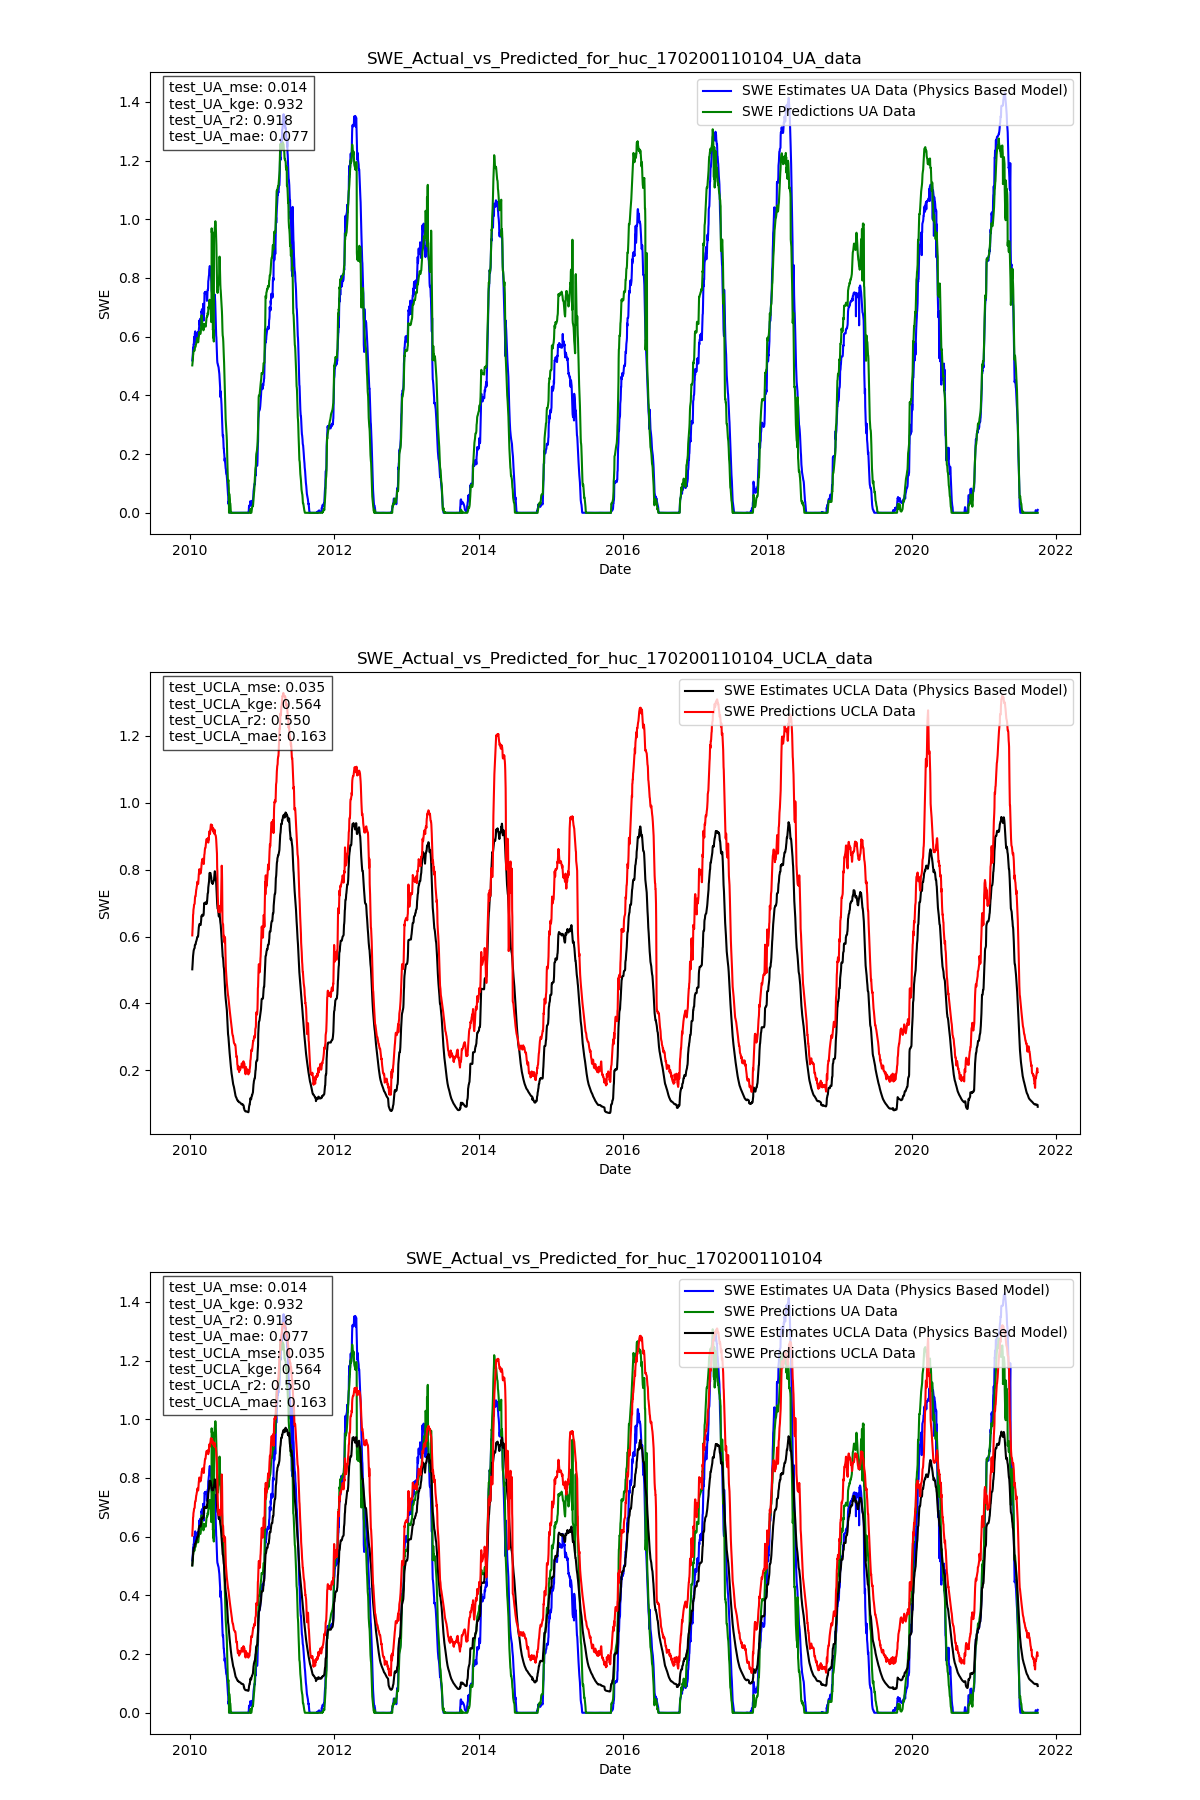 SWE_Actual_vs_Predicted_for_huc_170200110104_UA_data
test_UA_mse: 0.014
test_UA_kge: 0.932
test_UA_r2: 0.918
test_UA_mae: 0.077
SWE Estimates UA Data (Physics Based Model)
SWE Predictions UA Data
1.4
1.2
1.0
0.8
0.6
0.4
0.2
0.0
SWE
2010 2012 2014 2016 2018 2020 2022
Date
SWE_Actual_vs_Predicted_for_huc_170200110104_UCLA_data
test_UCLA_mse: 0.035
test_UCLA_kge: 0.564
test_UCLA_r2: 0.550
test_UCLA_mae: 0.163
SWE Estimates UCLA Data (Physics Based Model)
SWE Predictions UCLA Data
1.2
1.0
0.8
0.6
0.4
0.2
SWE
2010 2012 2014 2016 2018 2020 2022
Date
SWE_Actual_vs_Predicted_for_huc_170200110104
test_UA_mse: 0.014
test_UA_kge: 0.932
test_UA_r2: 0.918
test_UA_mae: 0.077
test_UCLA_mse: 0.035
test_UCLA_kge: 0.564
test_UCLA_r2: 0.550
test_UCLA_mae: 0.163
SWE Estimates UA Data (Physics Based Model)
SWE Predictions UA Data
SWE Estimates UCLA Data (Physics Based Model)
SWE Predictions UCLA Data
1.4
1.2
1.0
0.8
0.6
0.4
0.2
0.0
SWE
2010 2012 2014 2016 2018 2020 2022
Date